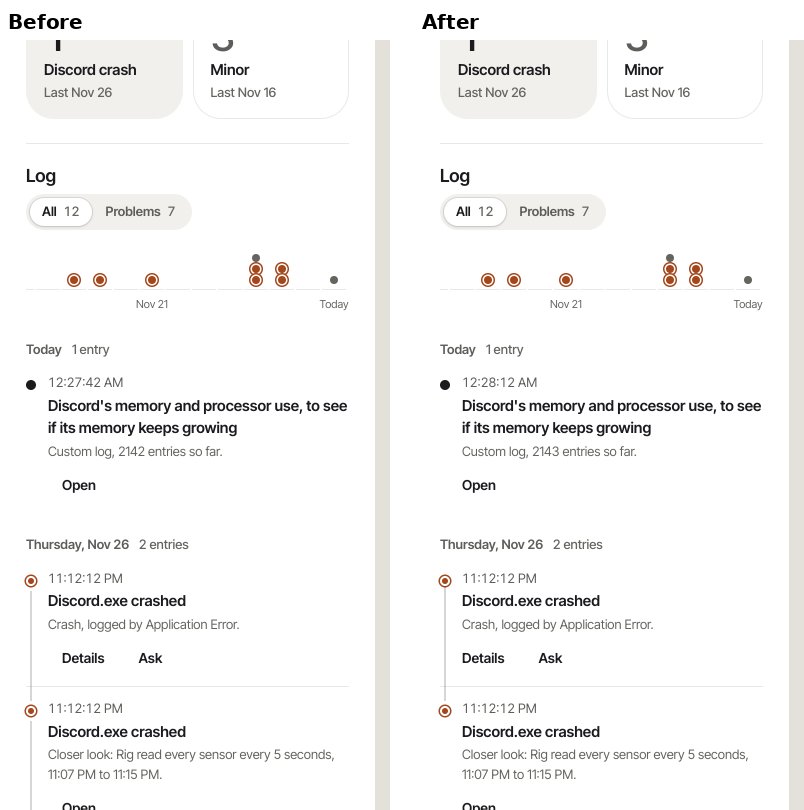 Before
1
Discord crash
Last Nov 26
Minor
Last Nov 16
Log
All 12
Problems 7
Nov 21
Today
Today 1 entry
12:27:42 AM
Discord's memory and processor use, to see
if its memory keeps growing
Custom log, 2142 entries so far.
Open
Thursday, Nov 26 2 entries
11:12:12 PM
Discord.exe crashed
Crash, logged by Application Error.
Details Ask
11:12:12 PM
Discord.exe crashed
Closer look: Rig read every sensor every 5 seconds,
11:07 PM to 11:15 PM.
Open
After
1
Discord crash
Last Nov 26
Minor
Last Nov 16
Log
All 12
Problems 7
Nov 21
Today
Today 1 entry
12:28:12 AM
Discord's memory and processor use, to see
if its memory keeps growing
Custom log, 2143 entries so far.
Open
Thursday, Nov 26 2 entries
11:12:12 PM
Discord.exe crashed
Crash, logged by Application Error.
Details Ask
11:12:12 PM
Discord.exe crashed
Closer look: Rig read every sensor every 5 seconds,
11:07 PM to 11:15 PM.
Open